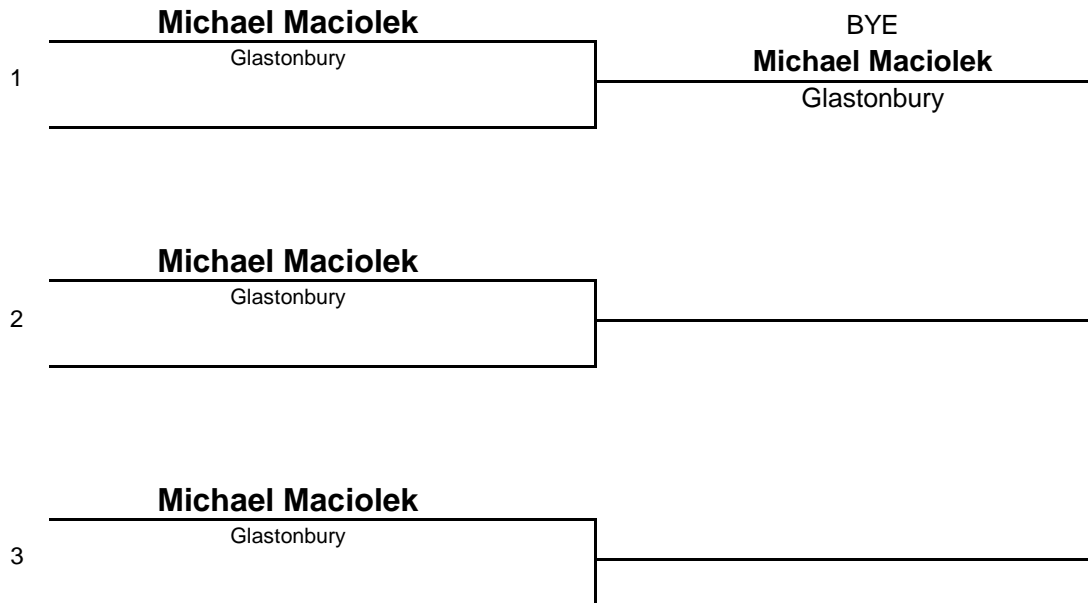 Michael Maciolek
Glastonbury
1
BYE
Michael Maciolek
Glastonbury
Michael Maciolek
Glastonbury
2
Michael Maciolek
Glastonbury
3